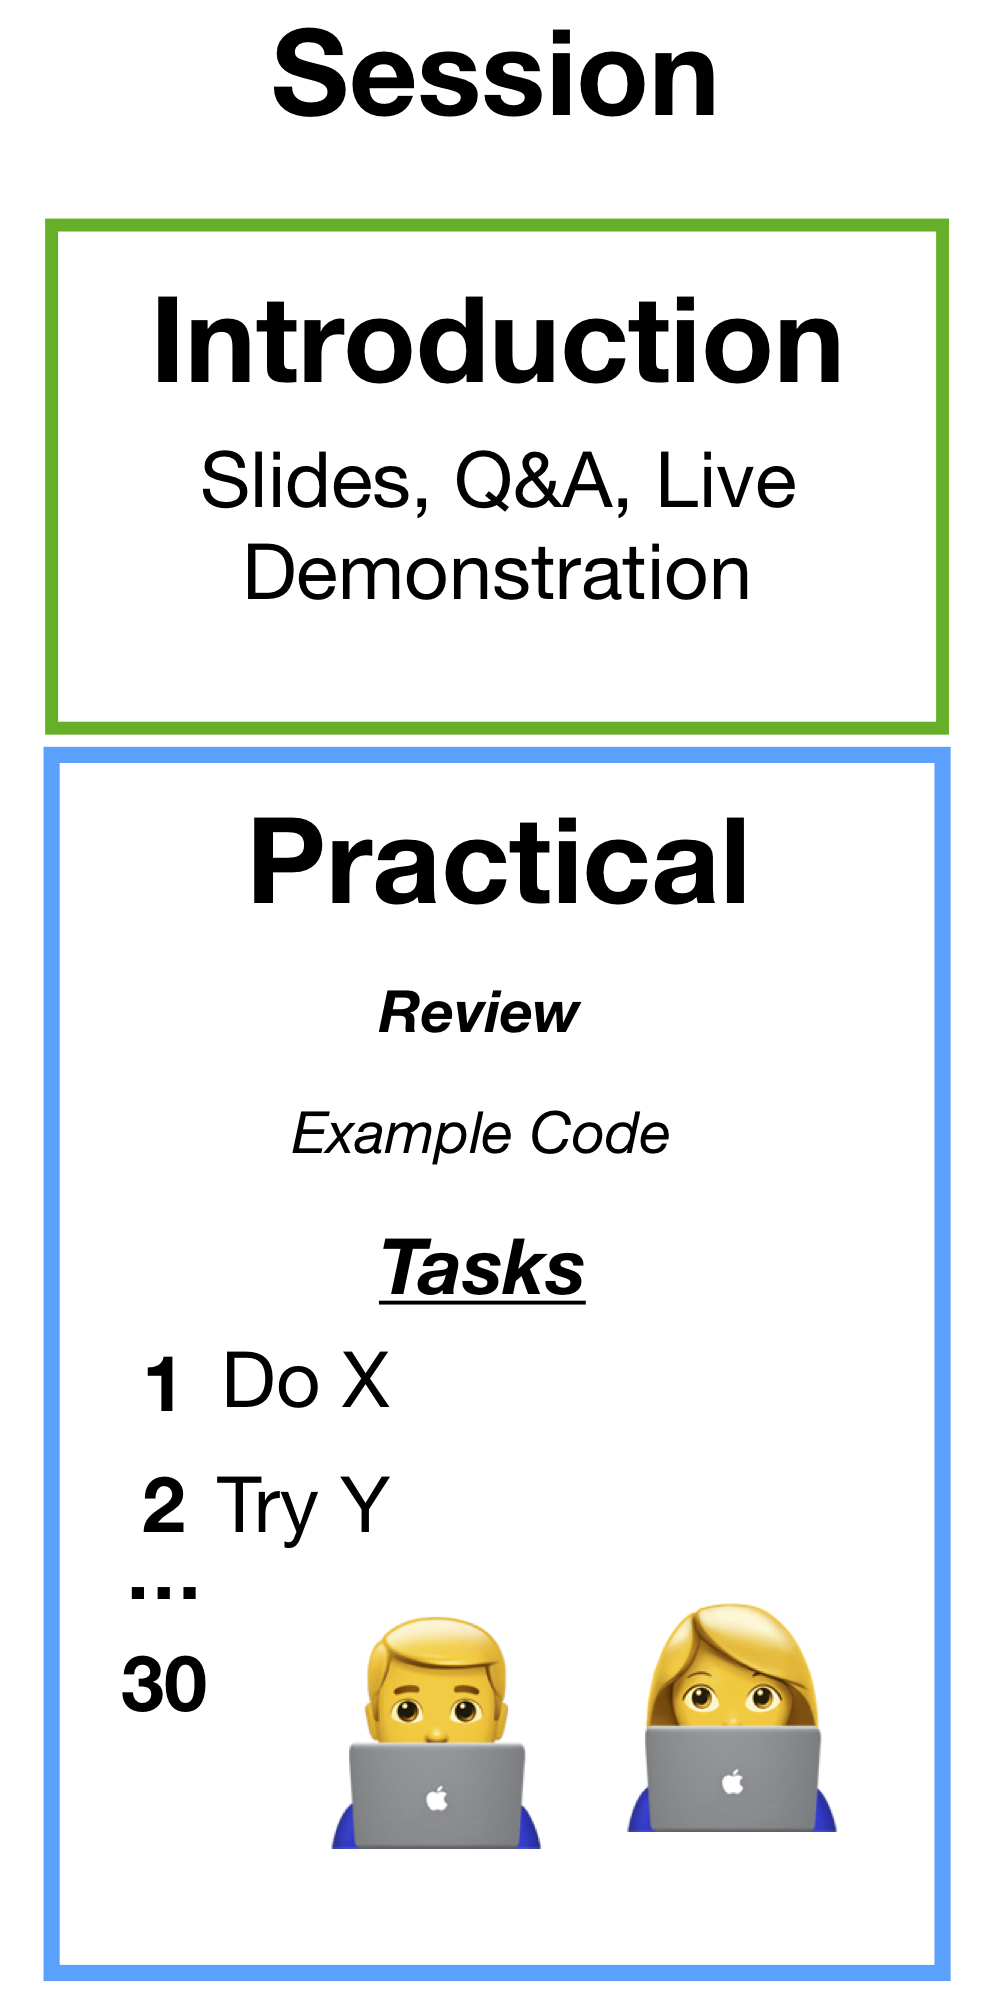 Session
Introduction
Slides, Q&A, Live
Demonstration
Practical
Review
Example Code
Tasks
1 Do X
2 Try Y
...
30